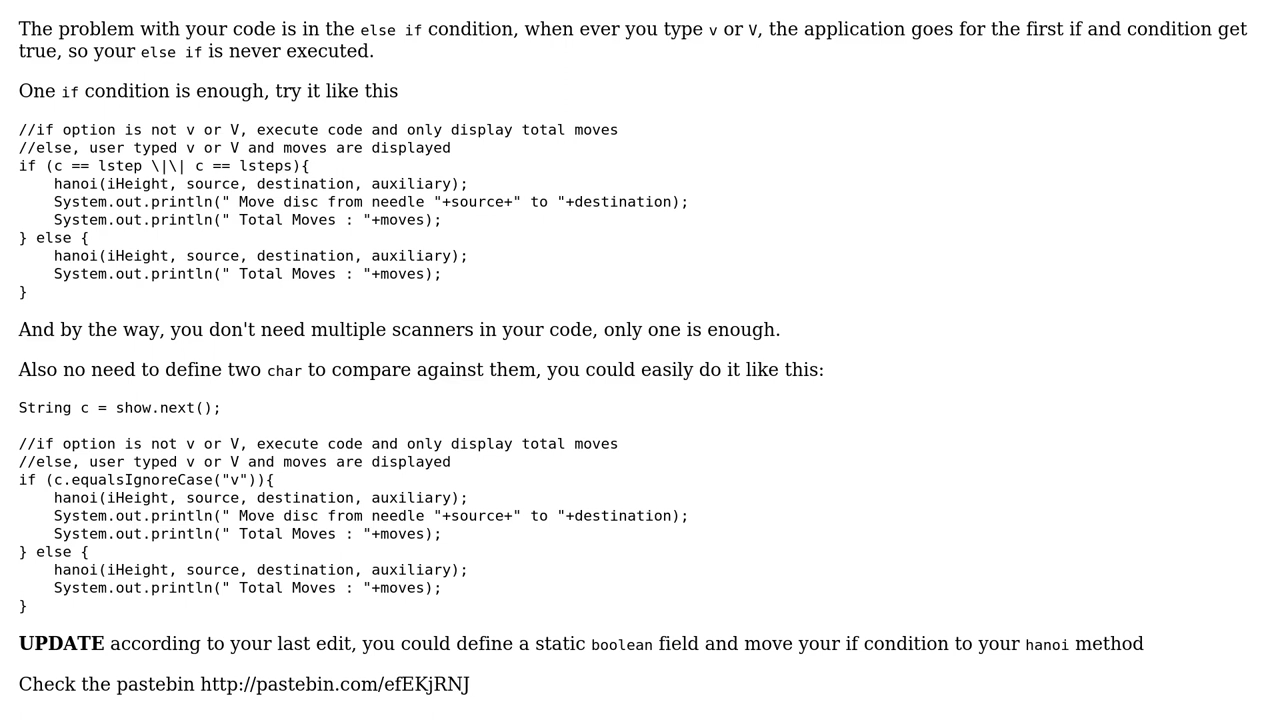 The problem with your code is in the else if condition, when ever you type v or V, the application goes for the first if and condition get
true, so your else if is never executed.
One if condition is enough, try it like this
//if option is not v or V, execute code and only display total moves
//else, user typed v or V and moves are displayed
if (c == lstep \|\| c == lsteps){
    hanoi(iHeight, source, destination, auxiliary);
    System.out.println(" Move disc from needle "+source+" to "+destination);
    System.out.println(" Total Moves : "+moves);
} else {
    hanoi(iHeight, source, destination, auxiliary);
    System.out.println(" Total Moves : "+moves);
}
And by the way, you don't need multiple scanners in your code, only one is enough.
Also no need to define two char to compare against them, you could easily do it like this:
String c = show.next();
//if option is not v or V, execute code and only display total moves
//else, user typed v or V and moves are displayed
if (c.equalsIgnoreCase("v")){
    hanoi(iHeight, source, destination, auxiliary);
    System.out.println(" Move disc from needle "+source+" to "+destination);
    System.out.println(" Total Moves : "+moves);
} else {
    hanoi(iHeight, source, destination, auxiliary);
    System.out.println(" Total Moves : "+moves);
}
UPDATE according to your last edit, you could define a static boolean field and move your if condition to your hanoi method
Check the pastebin http://pastebin.com/efEKjRNJ